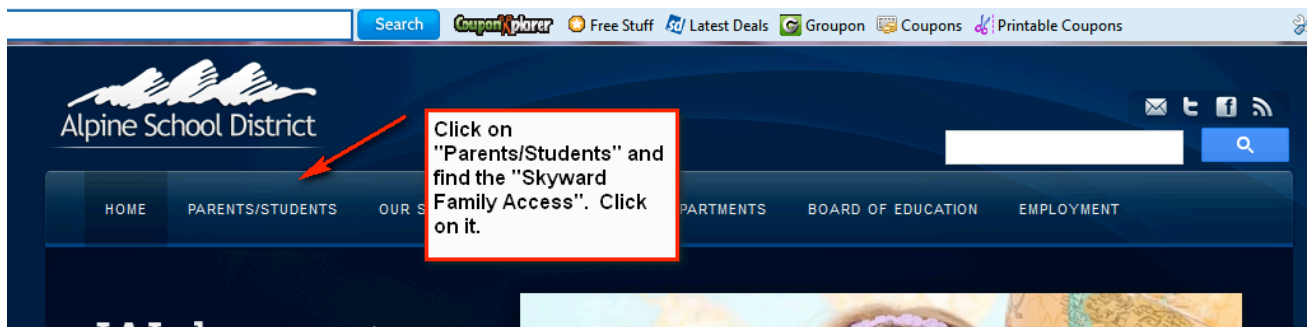 Search CouponXplorer Free Stuff Latest Deals Groupon Coupons Printable Coupons
Alpine School District
Click on
"Parents/Students" and
find the "Skyward
Family Access". Click
on it.
HOME PARENTS/STUDENTS OUR S PARTMENTS BOARD OF EDUCATION EMPLOYMENT